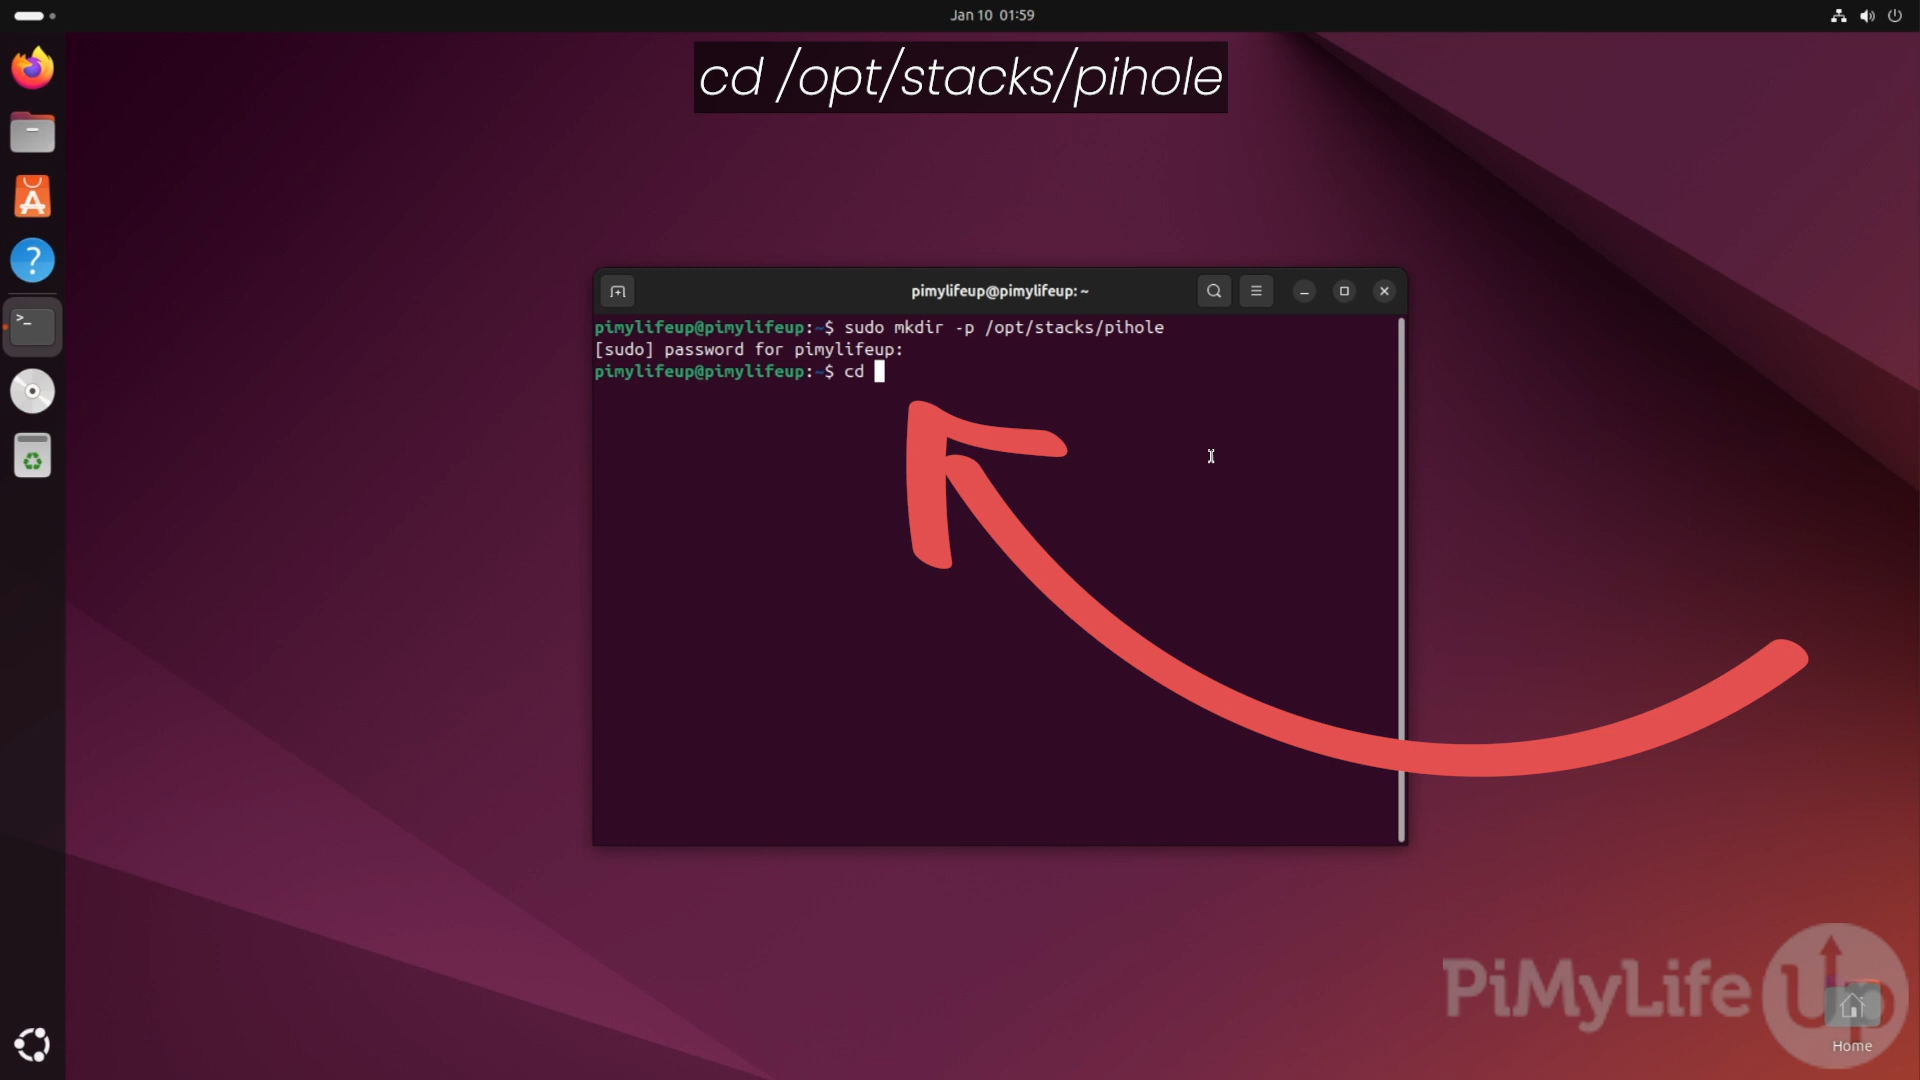 Jan 10 01:59
cd /opt/stacks/pihole
pimylifeup@pimylifeup: ~
pimylifeup@pimylifeup:~$ sudo mkdir -p /opt/stacks/pihole
[sudo] password for pimylifeup:
pimylifeup@pimylifeup:~$ cd
PiMyLifeUp
Home